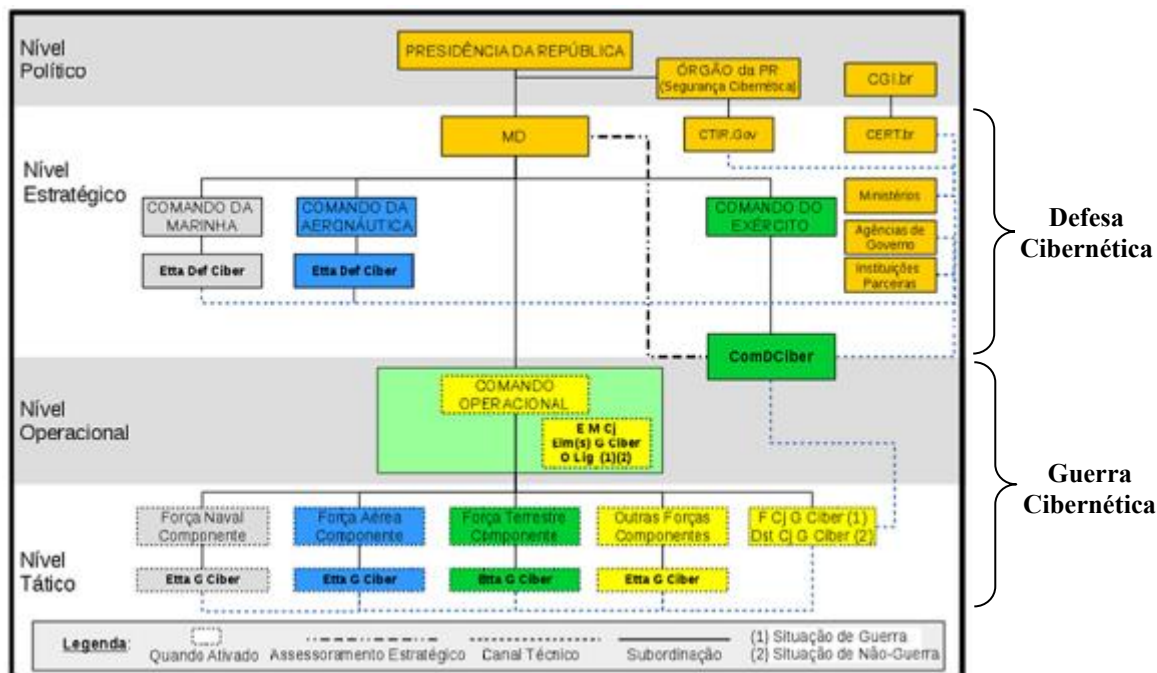 Nível
Político
PRESIDÊNCIA DA REPÚBLICA
ÓRGÃO da PR
(Segurança Cibernética)
CGI.br
Nível
Estratégico
MD
CTIR.Gov
CERT.br
COMANDO DA
MARINHA
COMANDO DA
AERONÁUTICA
COMANDO DO
EXÉRCITO
Ministérios
Agências de
Governo
Instituições
Parceiras
Etta Def Ciber
Etta Def Ciber
ComDCiber
Defesa
Cibernética
Nível
Operacional
COMANDO
OPERACIONAL
E M Cj
Elm(s) G Ciber
O Lig (1)(2)
Guerra
Cibernética
Nível
Tático
Força Naval
Componente
Força Aérea
Componente
Força Terrestre
Componente
Outras Forças
Componentes
F Cj G Ciber (1)
Dst Cj G Ciber (2)
Etta G Ciber
Etta G Ciber
Etta G Ciber
Etta G Ciber
Legenda:
Quando Ativado
Assessoramento Estratégico
Canal Técnico
Subordinação
(1) Situação de Guerra
(2) Situação de Não-Guerra